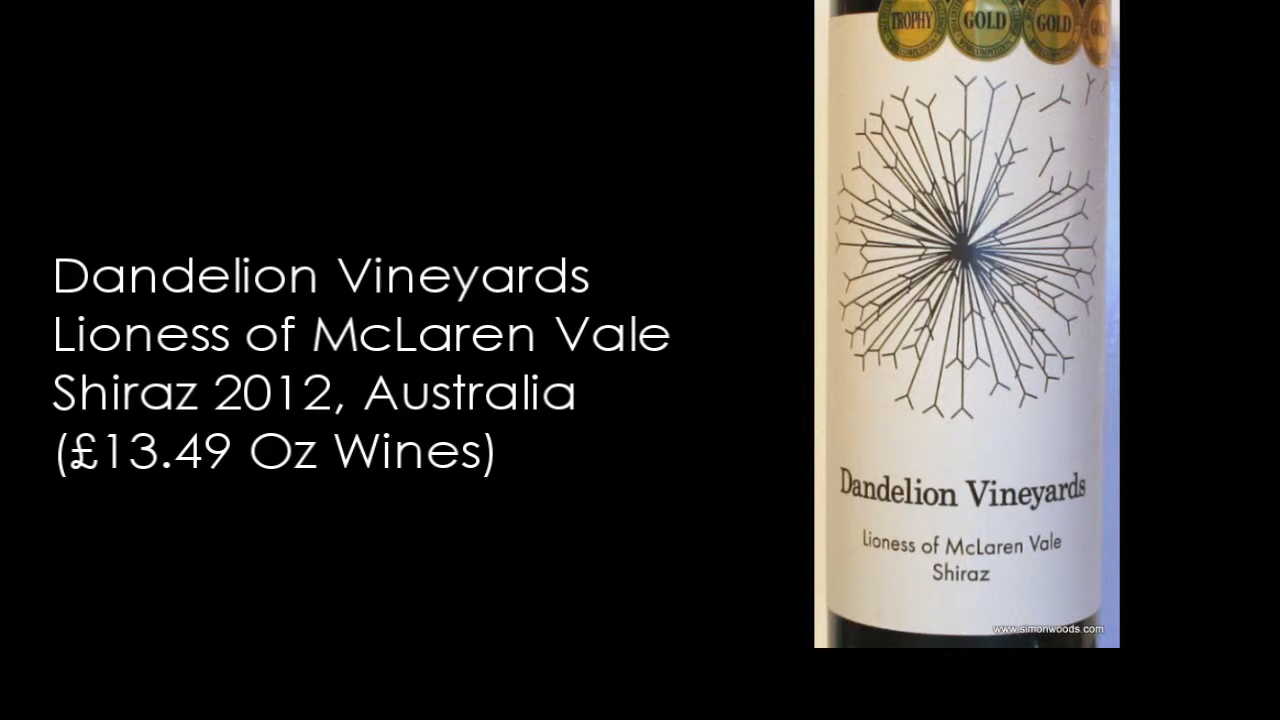 Dandelion Vineyards
Lioness of McLaren Vale
Shiraz 2012, Australia
(£13.49 Oz Wines)
TROPHY
GOLD
GOLD
Dandelion Vineyards
Lioness of McLaren Vale
Shiraz
www.simonwoods.com